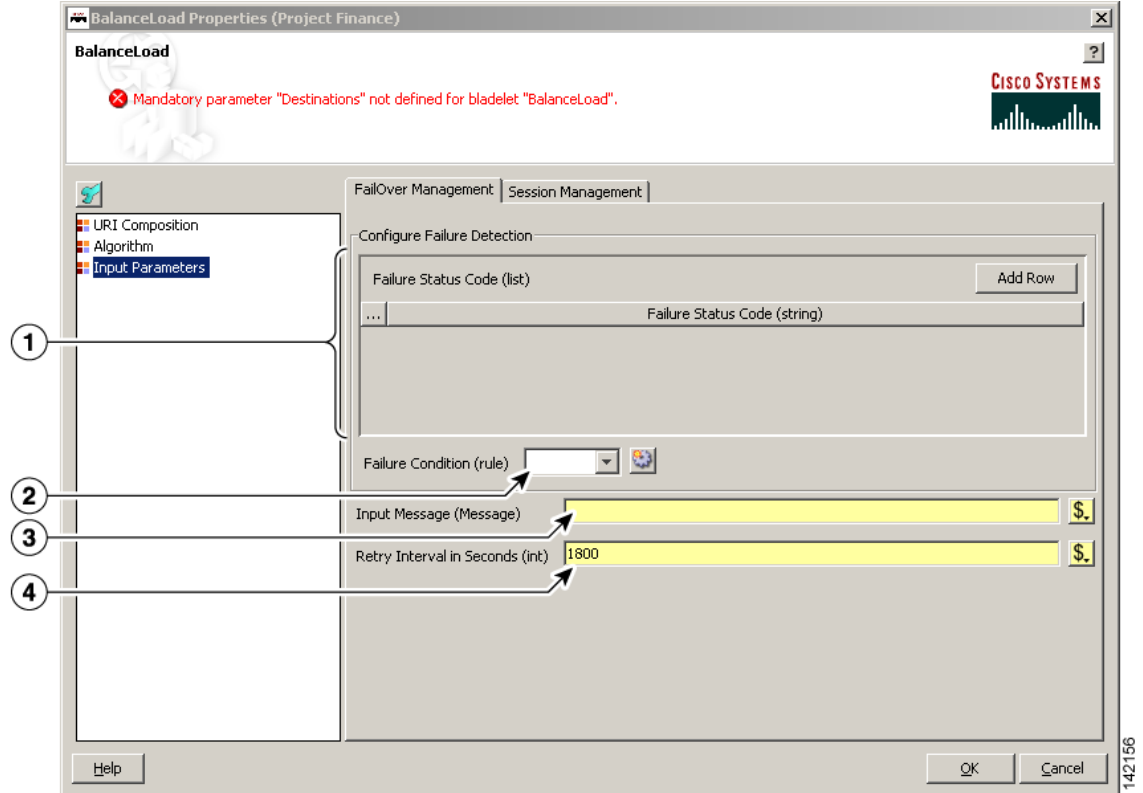 BalanceLoad Properties (Project Finance)
BalanceLoad
?
Mandatory parameter "Destinations" not defined for bladelet "BalanceLoad".
CISCO SYSTEMS
FailOver Management
Session Management
URI Composition
Algorithm
Input Parameters
Configure Failure Detection
Failure Status Code (list)
Add Row
...
Failure Status Code (string)
1
Failure Condition (rule)
2
Input Message (Message)
$
3
Retry Interval in Seconds (int)
1800
$
4
Help
OK
Cancel
142156